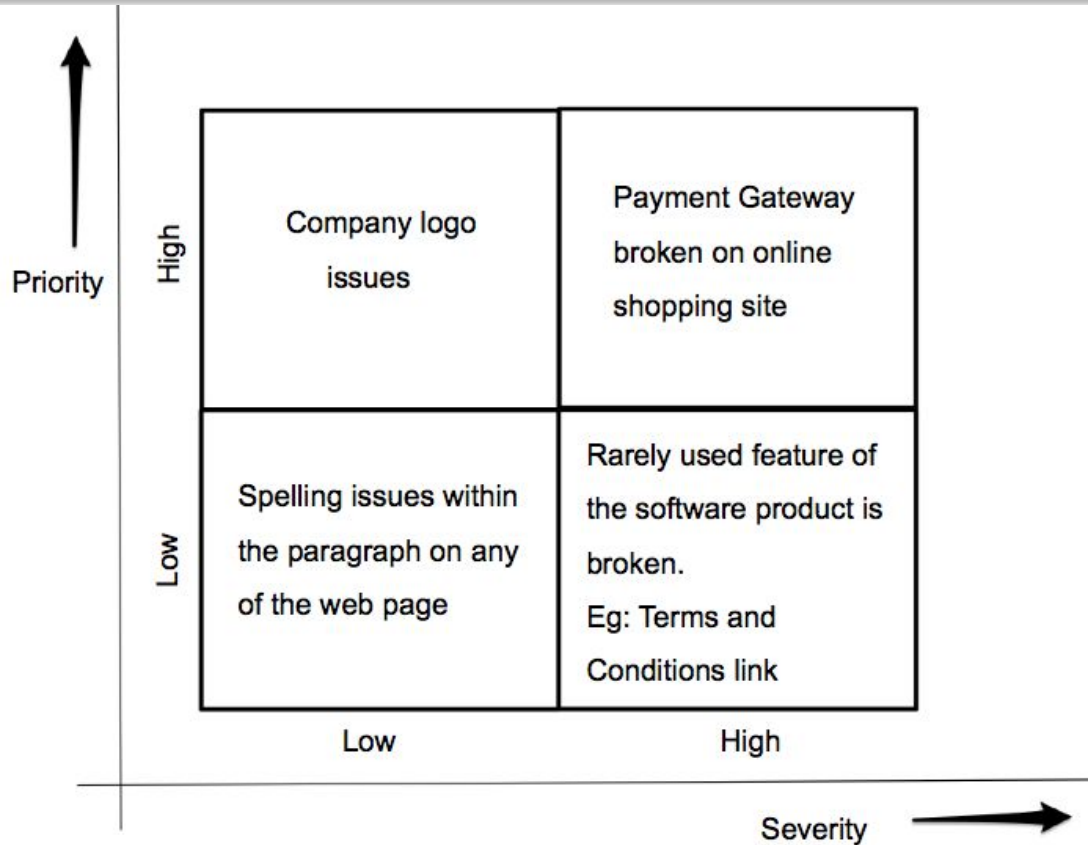 Priority
High
Company logo
issues
Payment Gateway
broken on online
shopping site
Low
Spelling issues within
the paragraph on any
of the web page
Rarely used feature of
the software product is
broken.
Eg: Terms and
Conditions link
Low
High
Severity